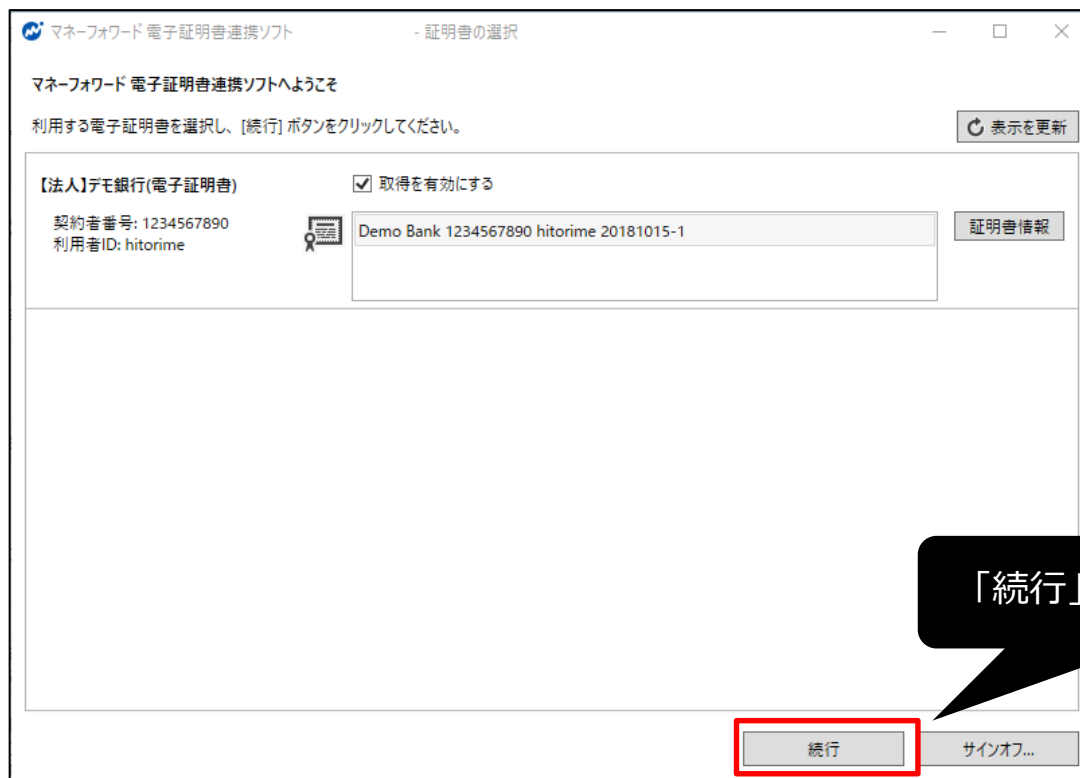 マネーフォワード 電子証明書連携ソフト - 証明書の選択
マネーフォワード 電子証明書連携ソフトへようこそ
利用する電子証明書を選択し、[続行] ボタンをクリックしてください。
表示を更新
【法人】デモ銀行(電子証明書)
取得を有効にする
契約者番号: 1234567890
利用者ID: hitorime
Demo Bank 1234567890 hitorime 20181015-1
証明書情報
「続行」
続行
サインオフ...